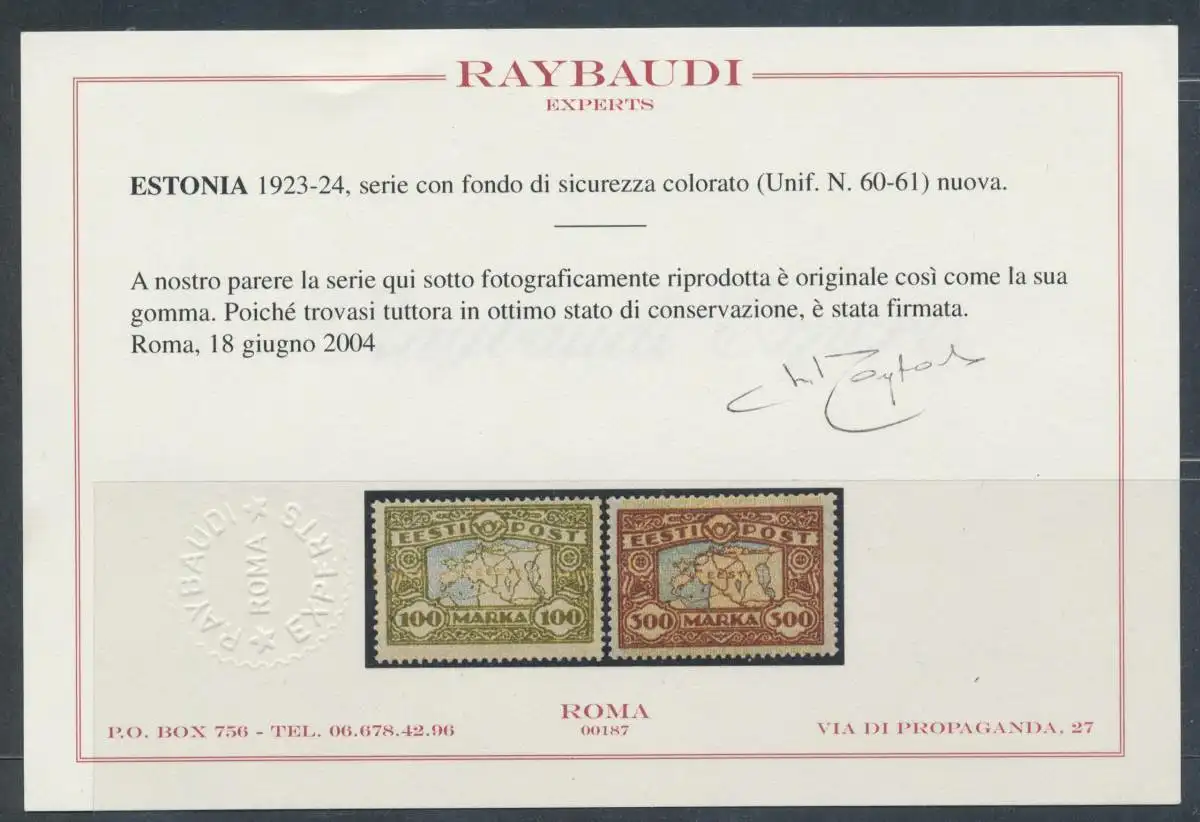 RAYBAUDI
EXPERTS
ESTONIA 1923-24, serie con fondo di sicurezza colorato (Unif. N. 60-61) nuova.
A nostro parere la serie qui sotto fotograficamente riprodotta è originale così come la sua
gomma. Poiché trovasi tuttora in ottimo stato di conservazione, è stata firmata.
Roma, 18 giugno 2004
RAYBAUDI ★ EXPERTS ★
ROMA
EESTI POST
EESTI
100 MARKA 100
EESTI POST
EESTI
300 MARKA 300
ROMA
00187
P.O. BOX 756 - TEL. 06.678.42.96
VIA DI PROPAGANDA, 27